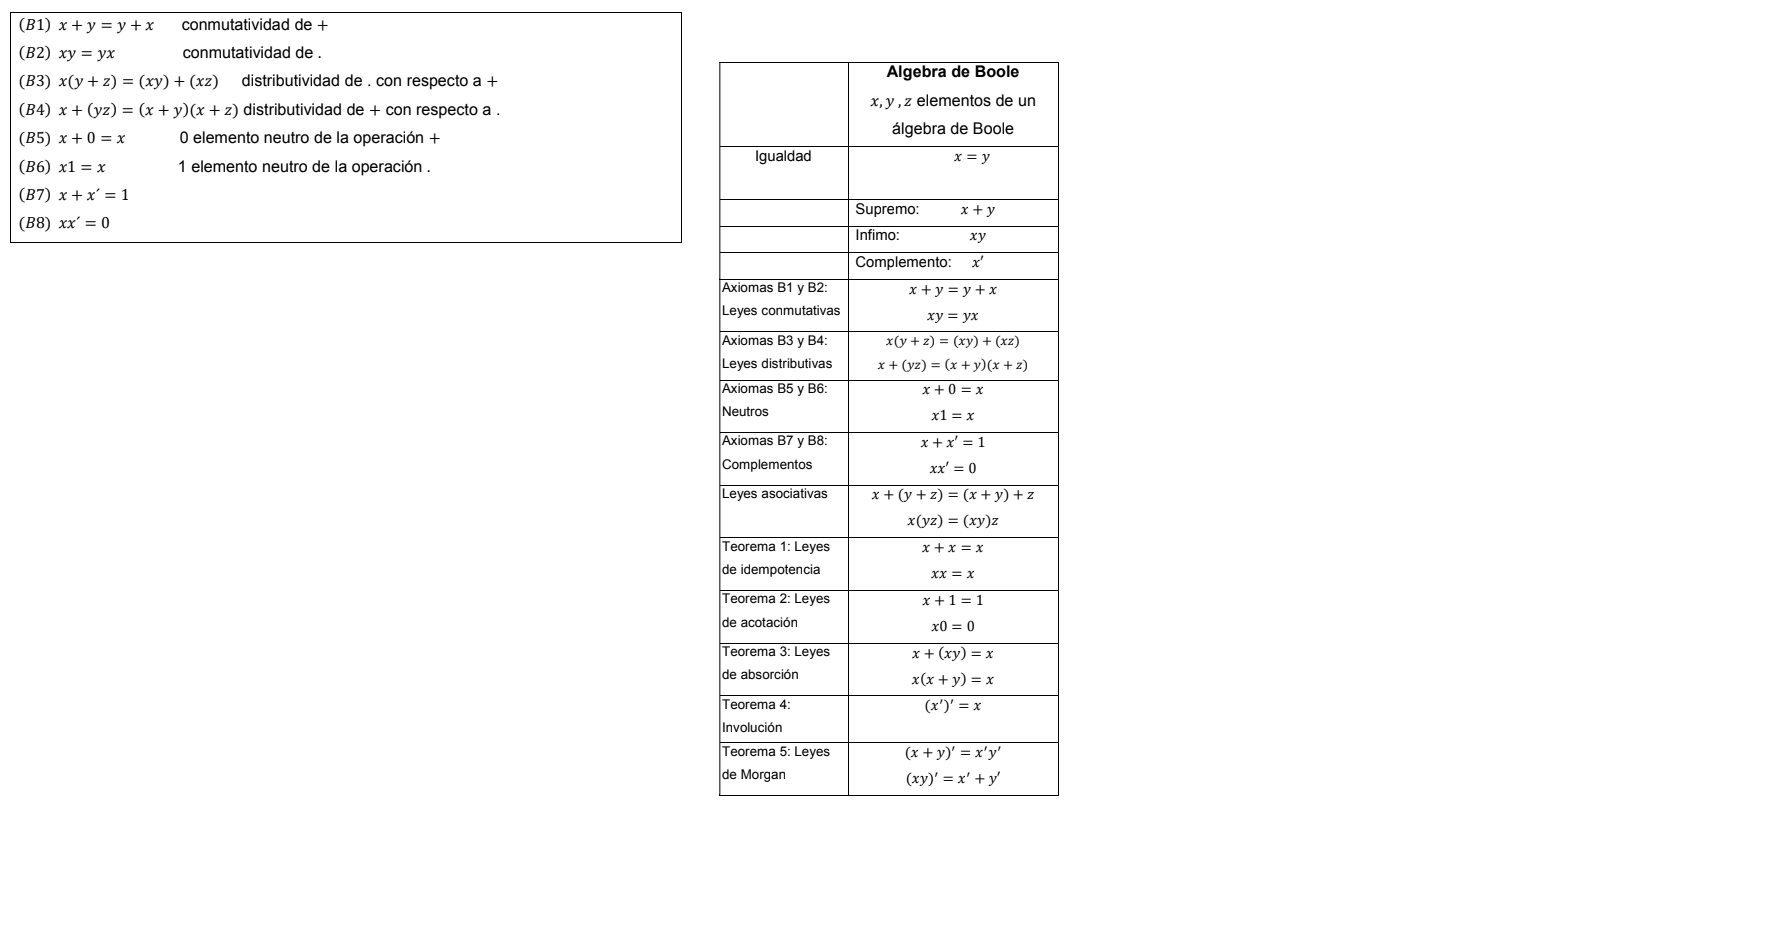 (B1) x + y = y + x conmutatividad de +
(B2) xy = yx conmutatividad de .
(B3) x(y + z) = (xy) + (xz) distributividad de . con respecto a +
(B4) x + (yz) = (x + y)(x + z) distributividad de + con respecto a .
(B5) x + 0 = x 0 elemento neutro de la operación +
(B6) x1 = x 1 elemento neutro de la operación .
(B7) x + x´ = 1
(B8) xx´ = 0
Algebra de Boole
x, y , z elementos de un
álgebra de Boole
Igualdad x = y
Supremo: x + y
Infimo: xy
Complemento: x′
Axiomas B1 y B2: x + y = y + x
Leyes conmutativas xy = yx
Axiomas B3 y B4: x(y + z) = (xy) + (xz)
Leyes distributivas x + (yz) = (x + y)(x + z)
Axiomas B5 y B6: x + 0 = x
Neutros x1 = x
Axiomas B7 y B8: x + x′ = 1
Complementos xx′ = 0
Leyes asociativas x + (y + z) = (x + y) + z
x(yz) = (xy)z
Teorema 1: Leyes x + x = x
de idempotencia xx = x
Teorema 2: Leyes x + 1 = 1
de acotación x0 = 0
Teorema 3: Leyes x + (xy) = x
de absorción x(x + y) = x
Teorema 4: (x′)′ = x
Involución
Teorema 5: Leyes (x + y)′ = x′y′
de Morgan (xy)′ = x′ + y′